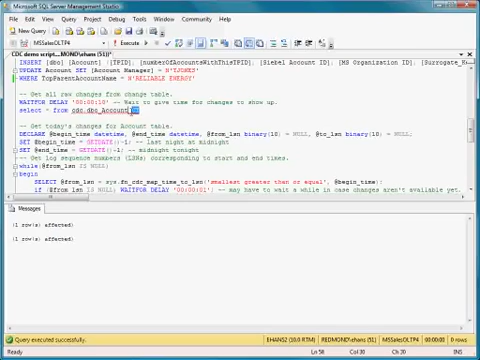 Microsoft SQL Server Management Studio
File Edit View Query Project Debug Tools Window Community Help
New Query
MSSalesOLTP4 Execute
CDC demo script....MOND\ehans (51))*
INSERT [dbo].[Account] ([TPID], [numberOfAccountsWithThisTPID], [Siebel Account ID], [MS Organization ID], [Surrogate_
UPDATE Account SET [Account Manager] = N'TJONES'
WHERE TopParentAccountName = N'RELIABLE ENERGY'
-- Get all raw changes from change table.
WAITFOR DELAY '00:00:10' -- Wait to give time for changes to show up.
select * from cdc.dbo_Account
-- Get today's changes for Account table.
DECLARE @begin_time datetime, @end_time datetime, @from_lsn binary(10) = NULL, @to_lsn binary(10) = NULL;
SET @begin_time = GETDATE()-1; -- last night at midnight
SET @end_time = GETDATE()-1; -- midnight tonight
-- Get log sequence numbers (LSNs) corresponding to start and end times.
while(@from_lsn IS NULL)
begin
SELECT @from_lsn = sys.fn_cdc_map_time_to_lsn('smallest greater than or equal', @begin_time);
if (@from_lsn IS NULL) WAITFOR DELAY '00:00:01' -- may have to wait a while in case changes aren't available yet.
Messages
(1 row(s) affected)
(1 row(s) affected)
Query executed successfully. EHANS2 (10.0 RTM) REDMOND\ehans (51) MSSalesOLTP4 00:00:00 0 rows
Ready Ln 58 Col 30 INS